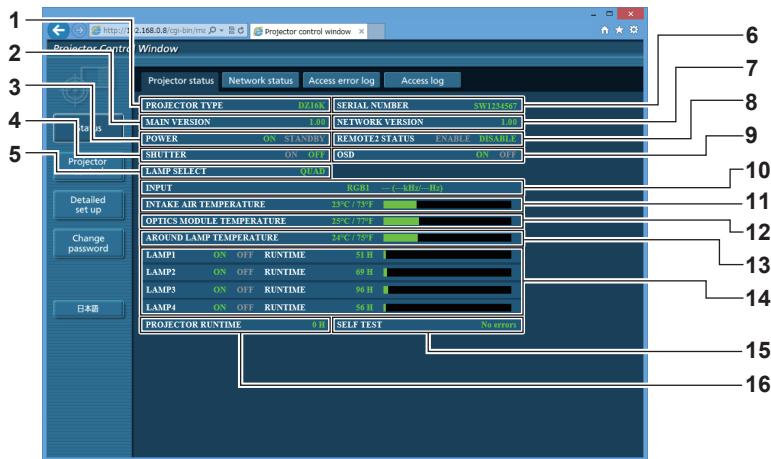 http://192.168.0.8/cgi-bin/ma
Projector control window ×
Projector Control Window
Projector status Network status Access error log Access log
PROJECTOR TYPE DZ16K SERIAL NUMBER SW1234567
MAIN VERSION 1.00 NETWORK VERSION 1.00
POWER ON STANDBY REMOTE2 STATUS ENABLE DISABLE
SHUTTER ON OFF OSD ON OFF
LAMP SELECT QUAD
INPUT RGB1 --- (---kHz/---Hz)
INTAKE AIR TEMPERATURE 23°C / 73°F
OPTICS MODULE TEMPERATURE 25°C / 77°F
AROUND LAMP TEMPERATURE 24°C / 75°F
LAMP1 ON OFF RUNTIME 51 H
LAMP2 ON OFF RUNTIME 69 H
LAMP3 ON OFF RUNTIME 96 H
LAMP4 ON OFF RUNTIME 56 H
PROJECTOR RUNTIME 0 H SELF TEST No errors
Projector
Detailed
set up
Change
password
日本語
1
2
3
4
5
6
7
8
9
10
11
12
13
14
15
16